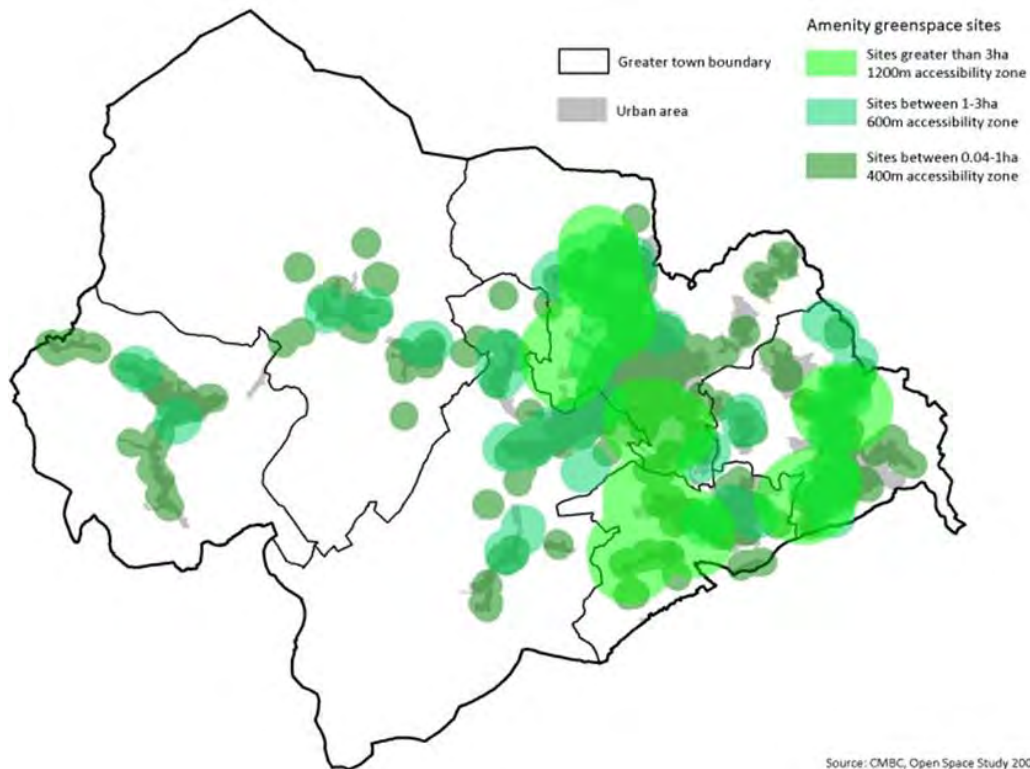 Amenity greenspace sites
Greater town boundary
Urban area
Sites greater than 3ha
1200m accessibility zone
Sites between 1-3ha
600m accessibility zone
Sites between 0.04-1ha
400m accessibility zone
Source: CMBC, Open Space Study 200